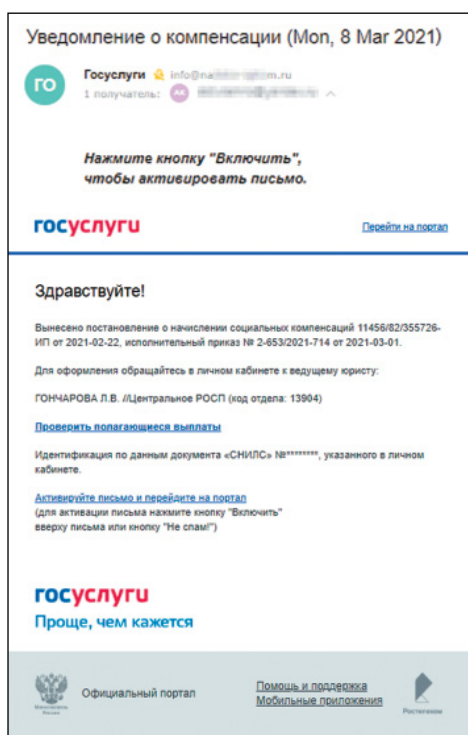 Уведомление о компенсации (Mon, 8 Mar 2021)
ГО
Госуслуги
1 получатель: АК
Нажмите кнопку "Включить",
чтобы активировать письмо.
госуслуги Перейти на портал
Здравствуйте!
Вынесено постановление о начислении социальных компенсаций 11456/82/355726-
ИП от 2021-02-22, исполнительный приказ № 2-653/2021-714 от 2021-03-01.
Для оформления обращайтесь в личном кабинете к ведущему юристу:
ГОНЧАРОВА Л.В. //Центральное РОСП (код отдела: 13904)
Проверить полагающиеся выплаты
Идентификация по данным документа «СНИЛС» №********, указанного в личном
кабинете.
Активируйте письмо и перейдите на портал
(для активации письма нажмите кнопку "Включить"
вверху письма или кнопку "Не спам!")
госуслуги
Проще, чем кажется
Официальный портал
Помощь и поддержка
Мобильные приложения
Ростелеком